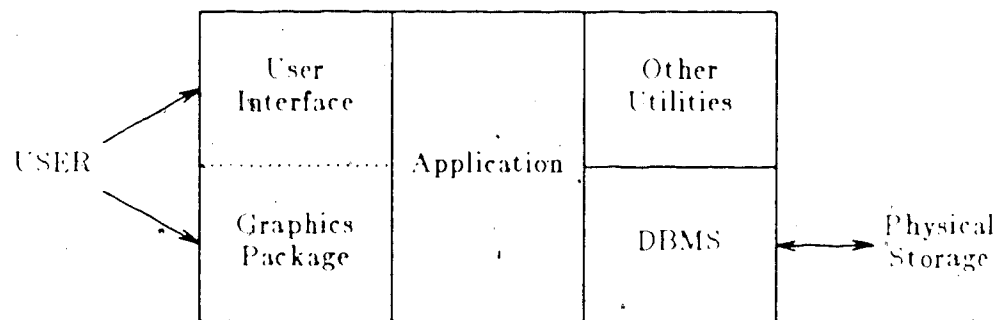 USER
User
Interface
Graphics
Package
Application
Other
Utilities
DBMS
Physical
Storage